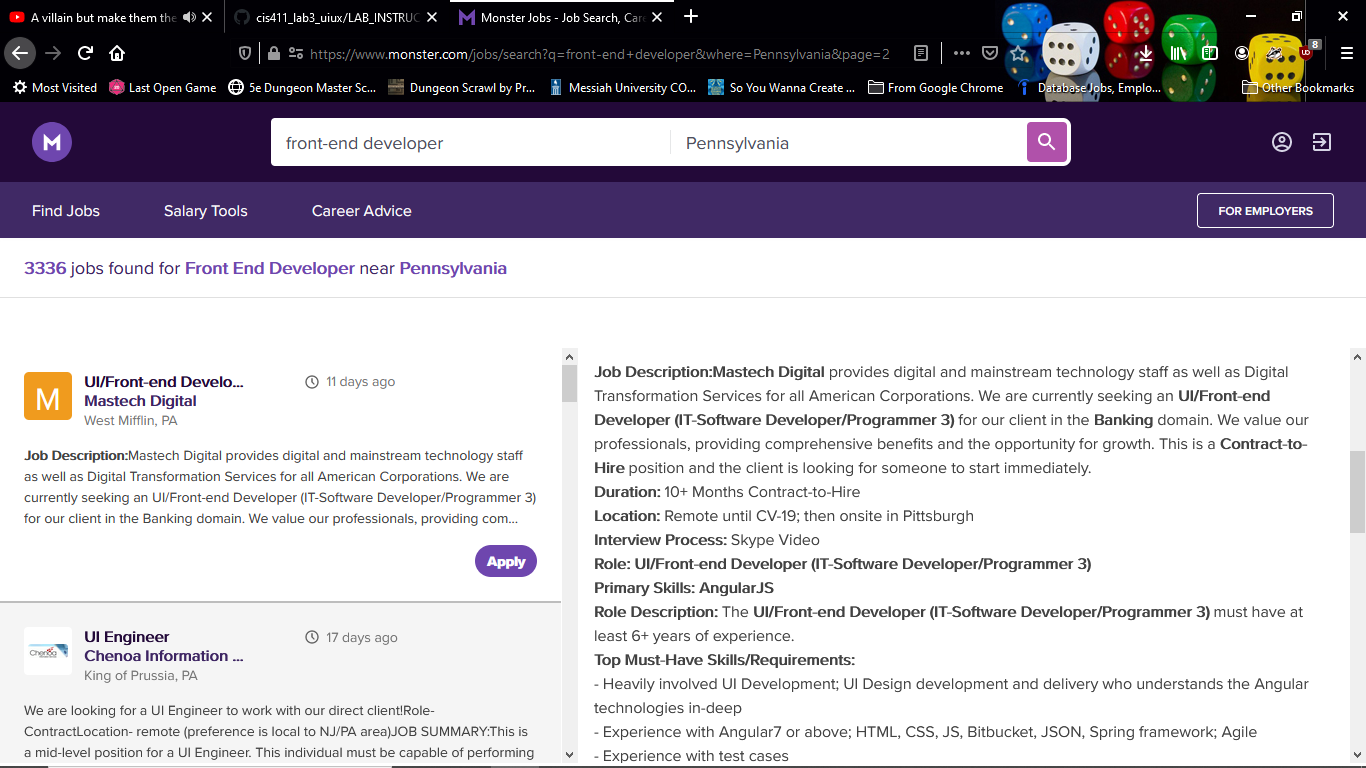 A villain but make them the
cis411_lab3_uiux/LAB_INSTRUC
Monster Jobs - Job Search, Car
https://www.monster.com/jobs/search?q=front-end+developer&where=Pennsylvania&page=2
8
Most Visited
Last Open Game
5e Dungeon Master Sc...
Dungeon Scrawl by Pr...
Messiah University CO...
So You Wanna Create ...
From Google Chrome
Database Jobs, Emplo...
Other Bookmarks
M
front-end developer
Pennsylvania
Find Jobs
Salary Tools
Career Advice
FOR EMPLOYERS
3336 jobs found for Front End Developer near Pennsylvania
M
UI/Front-end Develo...
11 days ago
Mastech Digital
West Mifflin, PA
Job Description:Mastech Digital provides digital and mainstream technology staff
as well as Digital Transformation Services for all American Corporations. We are
currently seeking an UI/Front-end Developer (IT-Software Developer/Programmer 3)
for our client in the Banking domain. We value our professionals, providing com...
Apply
Chenoa
UI Engineer
17 days ago
Chenoa Information ...
King of Prussia, PA
We are looking for a UI Engineer to work with our direct client!Role-
ContractLocation- remote (preference is local to NJ/PA area)JOB SUMMARY:This is
a mid-level position for a UI Engineer. This individual must be capable of performing
Job Description:Mastech Digital provides digital and mainstream technology staff as well as Digital
Transformation Services for all American Corporations. We are currently seeking an UI/Front-end
Developer (IT-Software Developer/Programmer 3) for our client in the Banking domain. We value our
professionals, providing comprehensive benefits and the opportunity for growth. This is a Contract-to-
Hire position and the client is looking for someone to start immediately.
Duration: 10+ Months Contract-to-Hire
Location: Remote until CV-19; then onsite in Pittsburgh
Interview Process: Skype Video
Role: UI/Front-end Developer (IT-Software Developer/Programmer 3)
Primary Skills: AngularJS
Role Description: The UI/Front-end Developer (IT-Software Developer/Programmer 3) must have at
least 6+ years of experience.
Top Must-Have Skills/Requirements:
- Heavily involved UI Development; UI Design development and delivery who understands the Angular
technologies in-deep
- Experience with Angular7 or above; HTML, CSS, JS, Bitbucket, JSON, Spring framework; Agile
- Experience with test cases